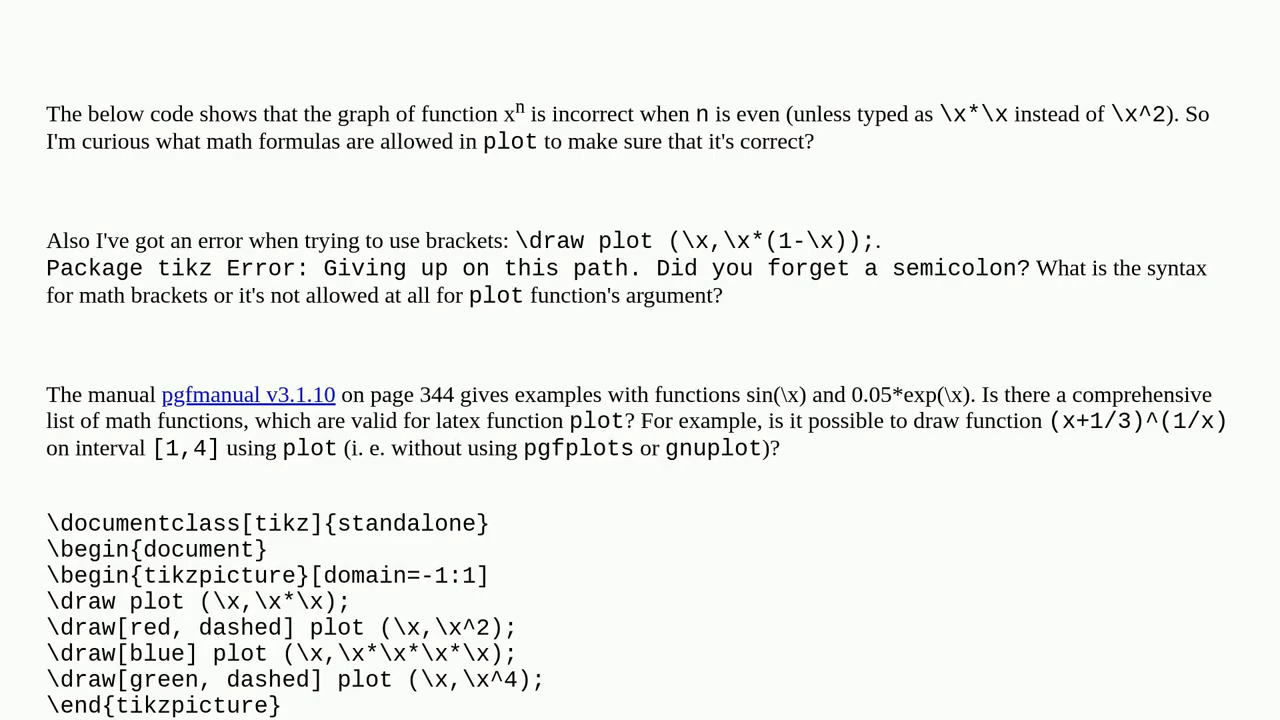 The below code shows that the graph of function xⁿ is incorrect when n is even (unless typed as \x*\x instead of \x^2). So
I'm curious what math formulas are allowed in plot to make sure that it's correct?
Also I've got an error when trying to use brackets: \draw plot (\x,\x*(1-\x));.
Package tikz Error: Giving up on this path. Did you forget a semicolon? What is the syntax
for math brackets or it's not allowed at all for plot function's argument?
The manual pgfmanual v3.1.10 on page 344 gives examples with functions sin(\x) and 0.05*exp(\x). Is there a comprehensive
list of math functions, which are valid for latex function plot? For example, is it possible to draw function (x+1/3)^(1/x)
on interval [1,4] using plot (i. e. without using pgfplots or gnuplot)?
\documentclass[tikz]{standalone}
\begin{document}
\begin{tikzpicture}[domain=-1:1]
\draw plot (\x,\x*\x);
\draw[red, dashed] plot (\x,\x^2);
\draw[blue] plot (\x,\x*\x*\x*\x);
\draw[green, dashed] plot (\x,\x^4);
\end{tikzpicture}